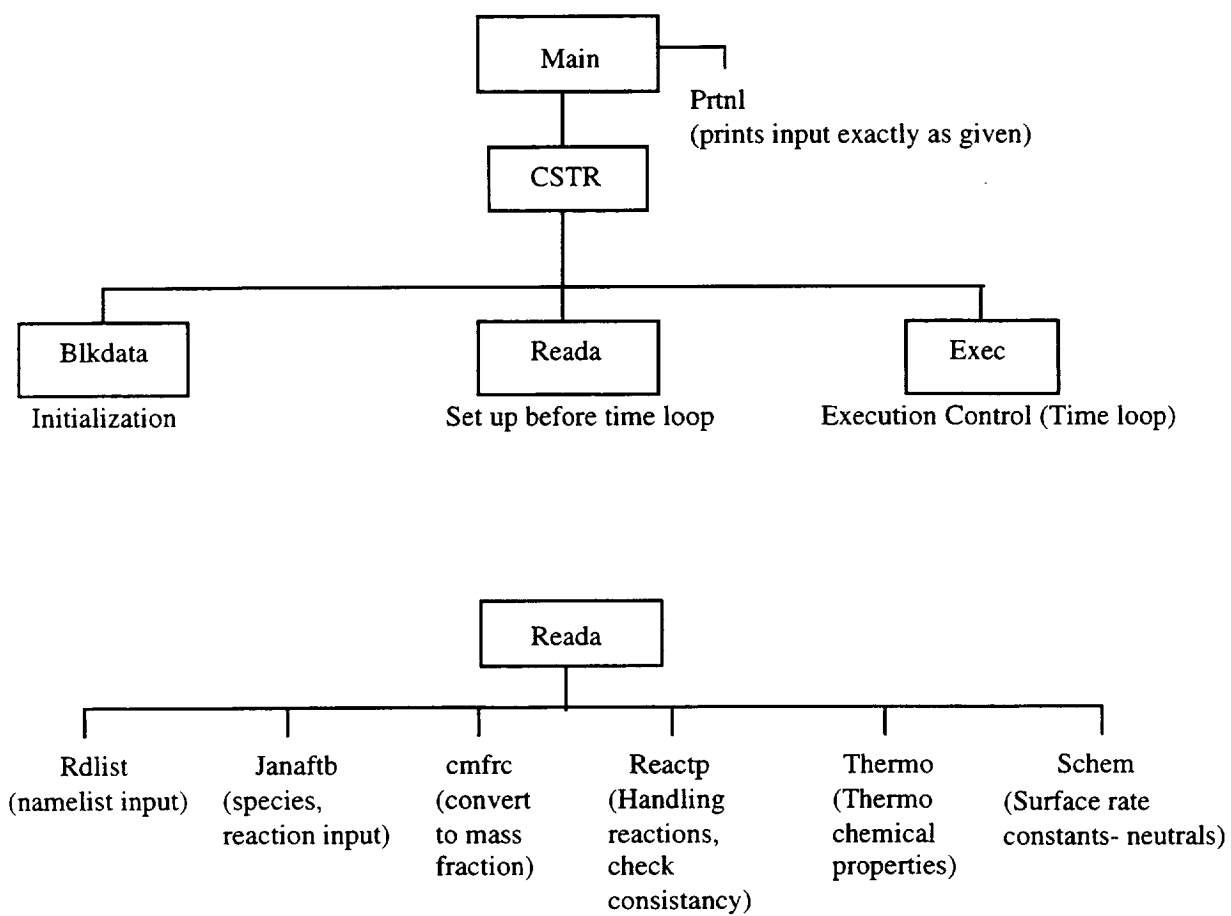 Main
Prtnl
(prints input exactly as given)
CSTR
Blkdata
Initialization
Reada
Set up before time loop
Exec
Execution Control (Time loop)
Reada
Rdlist
(namelist input)
Janaftb
(species,
reaction input)
cmfrc
(convert
to mass
fraction)
Reactp
(Handling
reactions,
check
consistancy)
Thermo
(Thermo
chemical
properties)
Schem
(Surface rate
constants- neutrals)